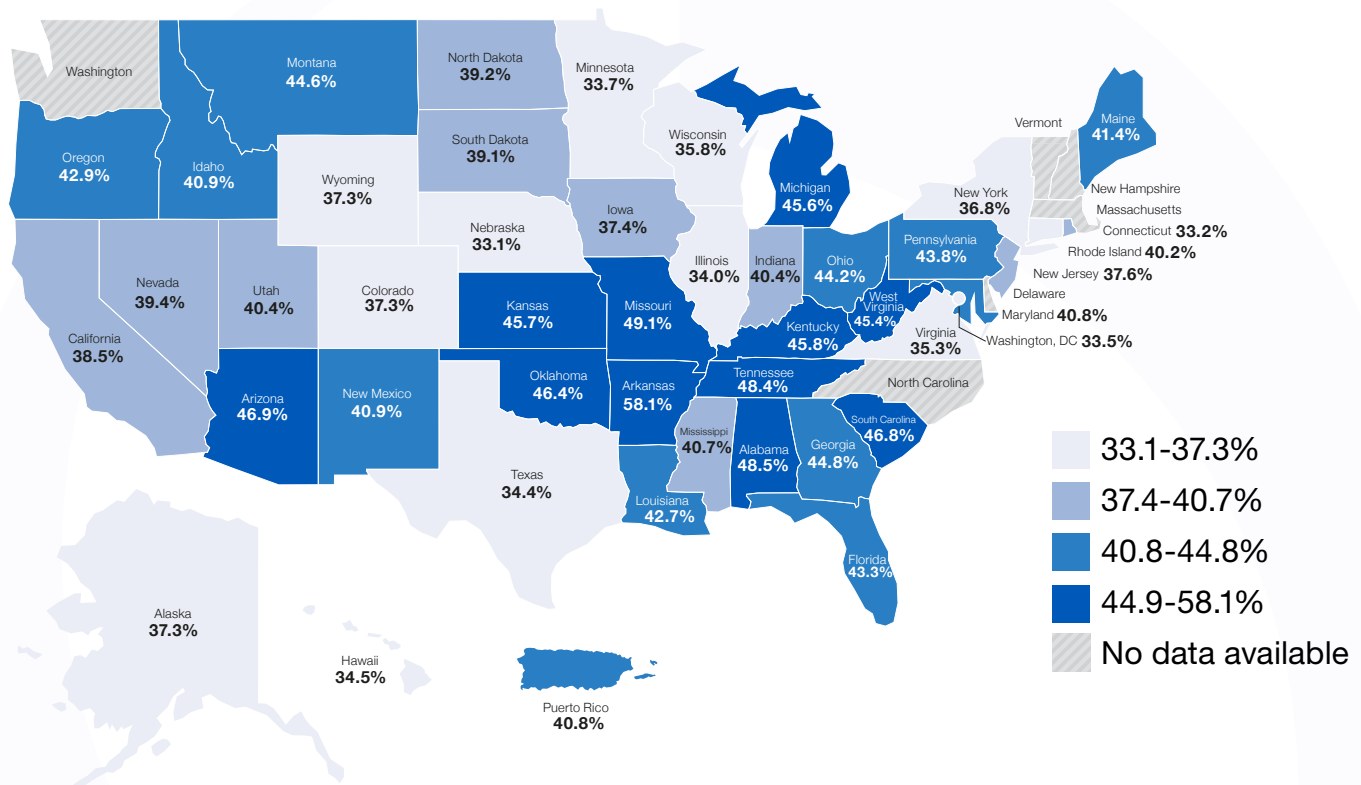 Washington
Montana
44.6%
North Dakota
39.2%
Minnesota
33.7%
Wisconsin
35.8%
Michigan
45.6%
Vermont
Maine
41.4%
Oregon
42.9%
Idaho
40.9%
Wyoming
37.3%
South Dakota
39.1%
Iowa
37.4%
Nebraska
33.1%
New York
36.8%
New Hampshire
Massachusetts
Connecticut 33.2%
Rhode Island 40.2%
New Jersey 37.6%
Delaware
Maryland 40.8%
Washington, DC 33.5%
Pennsylvania
43.8%
Ohio
44.2%
Indiana
40.4%
Illinois
34.0%
Nevada
39.4%
Utah
40.4%
Colorado
37.3%
California
38.5%
Kansas
45.7%
Missouri
49.1%
Kentucky
45.8%
West
Virginia
45.4%
Virginia
35.3%
North Carolina
Tennessee
48.4%
Arizona
46.9%
New Mexico
40.9%
Oklahoma
46.4%
Arkansas
58.1%
Mississippi
40.7%
Alabama
48.5%
Georgia
44.8%
South Carolina
46.8%
Texas
34.4%
Louisiana
42.7%
Florida
43.3%
Alaska
37.3%
Hawaii
34.5%
Puerto Rico
40.8%
33.1-37.3%
37.4-40.7%
40.8-44.8%
44.9-58.1%
No data available